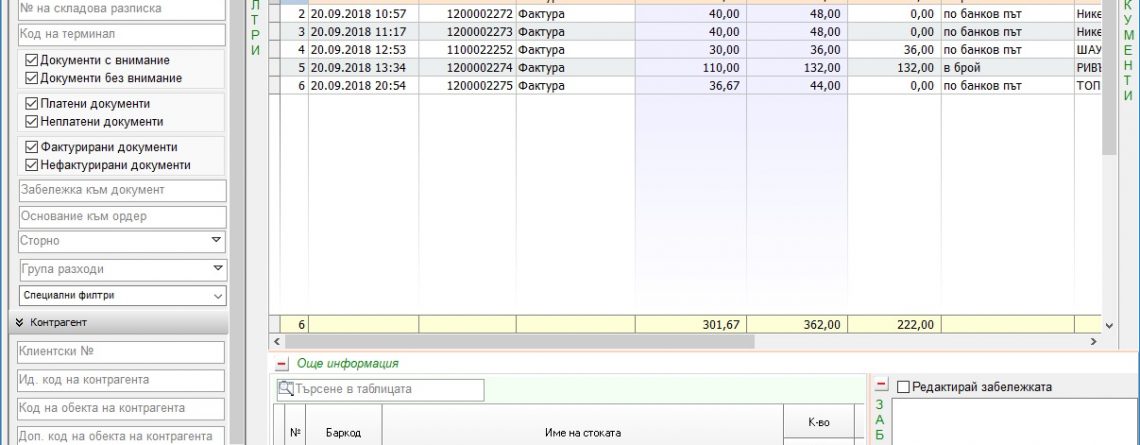 № на складова разписка
Код на терминал
Документи с внимание
Документи без внимание
Платени документи
Неплатени документи
Фактурирани документи
Нефактурирани документи
Забележка към документ
Основание към ордер
Сторно
Група разходи
Специални филтри
Контрагент
Клиентски №
Ид. код на контрагента
Код на обекта на контрагента
Доп. код на обекта на контрагента
Л
Т
Р
И
2 20.09.2018 10:57 1200002272 Фактура 40,00 48,00 0,00 по банков път Нике
3 20.09.2018 11:17 1200002273 Фактура 40,00 48,00 0,00 по банков път Нике
4 20.09.2018 12:53 1100002252 Фактура 30,00 36,00 36,00 по банков път ШАУ
5 20.09.2018 13:34 1200002274 Фактура 110,00 132,00 132,00 в брой РИВЪ
6 20.09.2018 20:54 1200002275 Фактура 36,67 44,00 0,00 по банков път ТОП
6 301,67 362,00 222,00
К
У
М
Е
Н
Т
И
Още информация
Търсене в таблицата
№ Баркод Име на стоката К-во
Редактирай забележката
З
А
Б